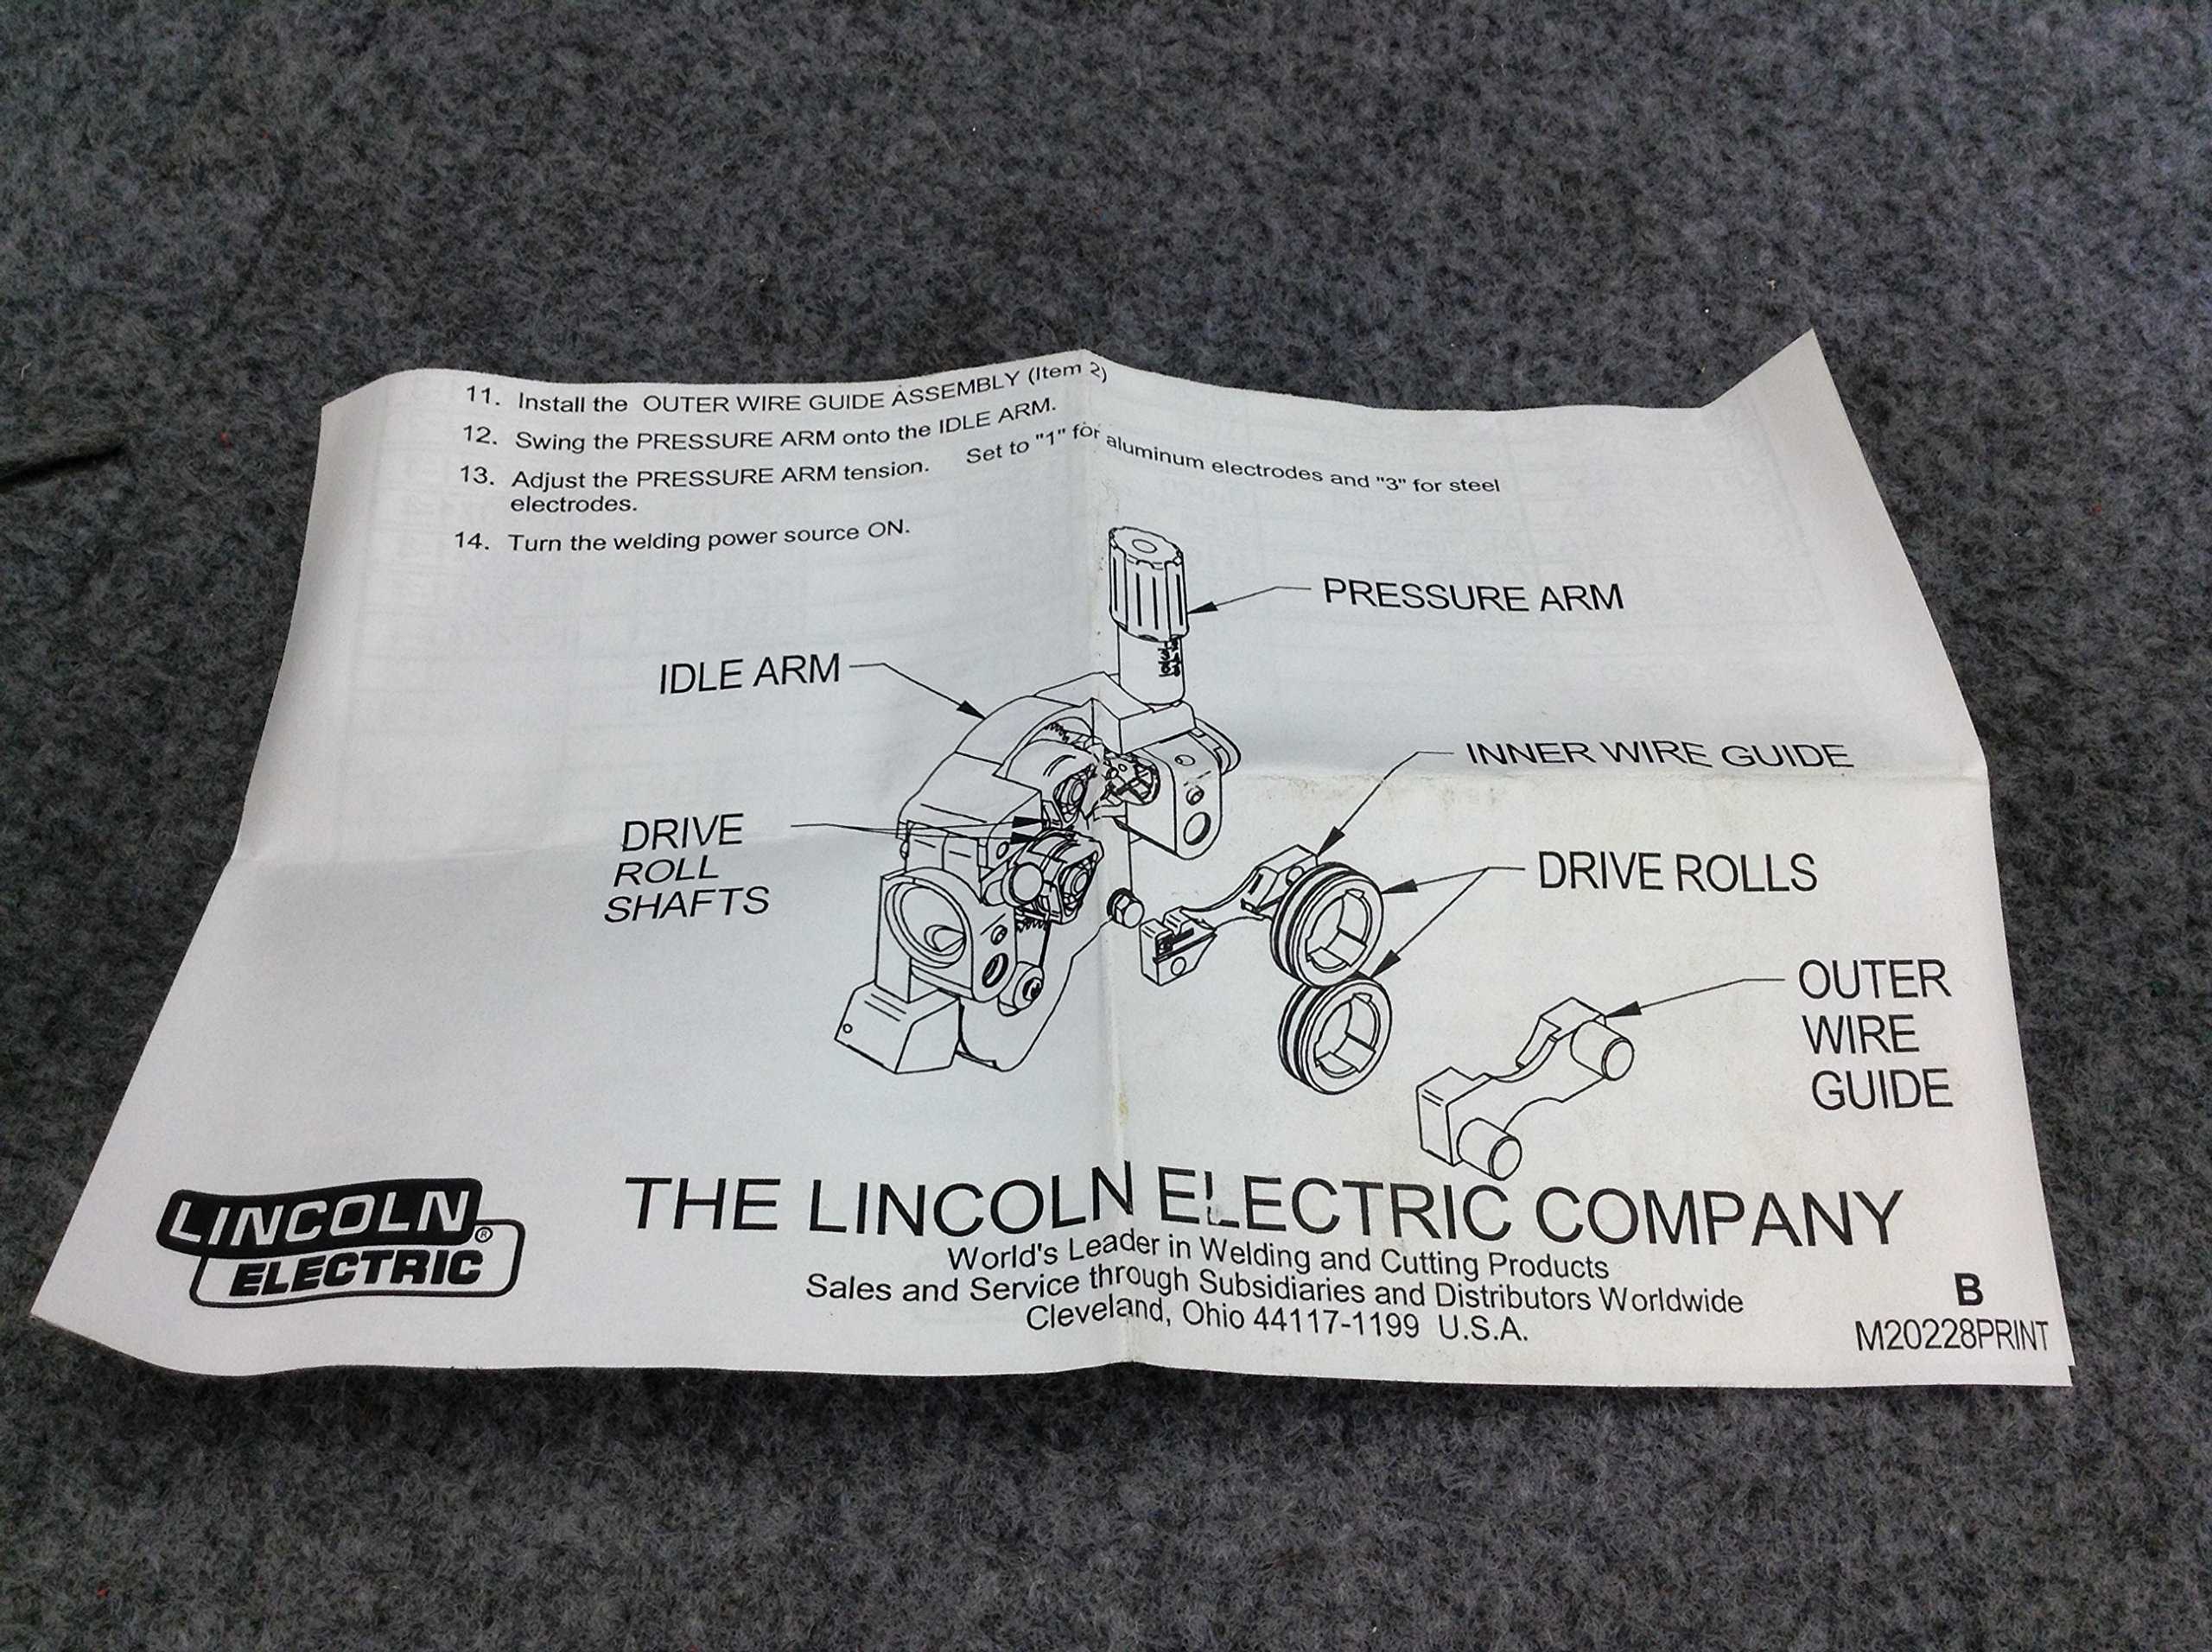 11. Install the OUTER WIRE GUIDE ASSEMBLY (Item 2)
12. Swing the PRESSURE ARM onto the IDLE ARM.
13. Adjust the PRESSURE ARM tension. Set to "1" for aluminum electrodes and "3" for steel
electrodes.
14. Turn the welding power source ON.
PRESSURE ARM
IDLE ARM
INNER WIRE GUIDE
DRIVE
ROLL
SHAFTS
DRIVE ROLLS
OUTER
WIRE
GUIDE
LINCOLN ®
ELECTRIC
THE LINCOLN ELECTRIC COMPANY
World's Leader in Welding and Cutting Products
Sales and Service through Subsidiaries and Distributors Worldwide
Cleveland, Ohio 44117-1199 U.S.A.
B
M20228PRINT